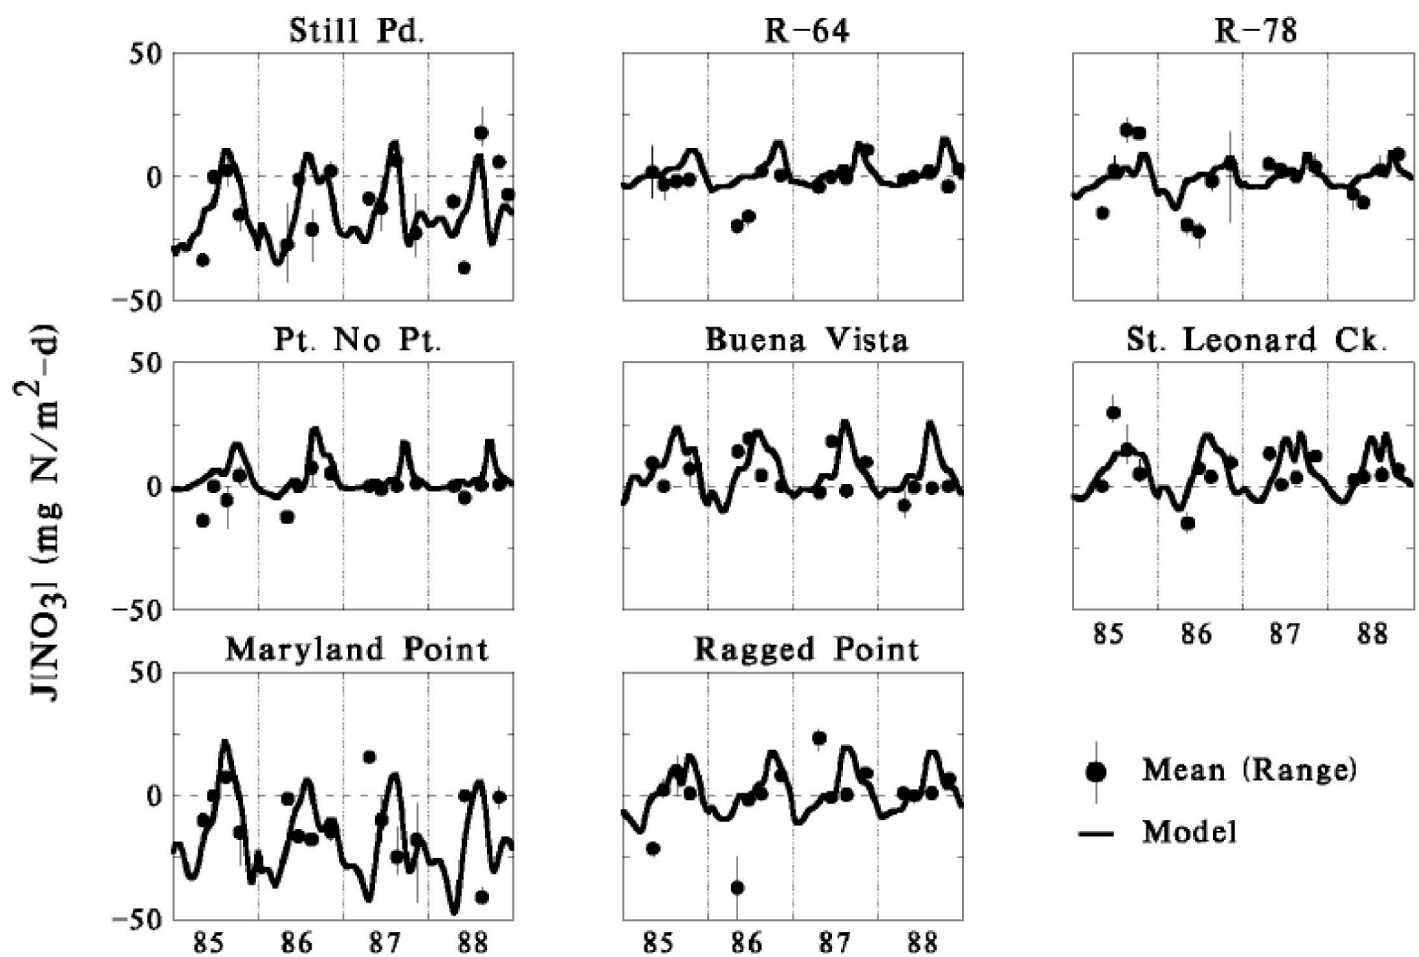 Still Pd.
R−64
R−78
50
0
−50
Pt. No Pt.
Buena Vista
St. Leonard Ck.
50
0
−50
85 86 87 88
Maryland Point
Ragged Point
50
0
−50
85 86 87 88
85 86 87 88
J[NO3] (mg N/m2−d)
Mean (Range)
Model